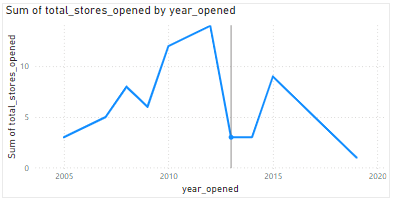 Sum of total_stores_opened by year_opened
Sum of total_stores_opened
10
5
0
2005
2010
2015
2020
year_opened